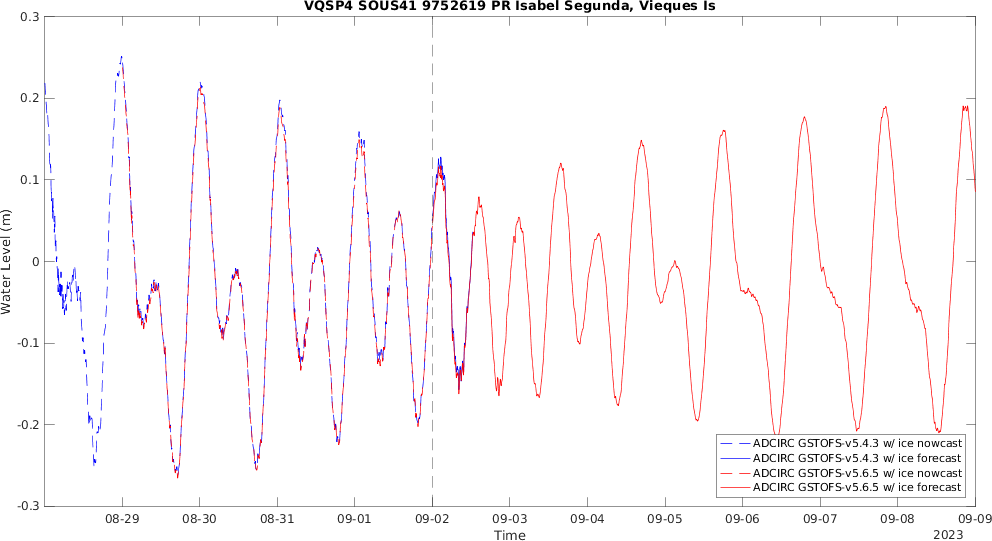 VQSP4 SOUS41 9752619 PR Isabel Segunda, Vieques Is
0.3
0.2
0.1
0
-0.1
-0.2
-0.3
Water Level (m)
08-29 08-30 08-31 09-01 09-02 09-03 09-04 09-05 09-06 09-07 09-08 09-09
Time
2023
ADCIRC GSTOFS-v5.4.3 w/ ice nowcast
ADCIRC GSTOFS-v5.4.3 w/ ice forecast
ADCIRC GSTOFS-v5.6.5 w/ ice nowcast
ADCIRC GSTOFS-v5.6.5 w/ ice forecast